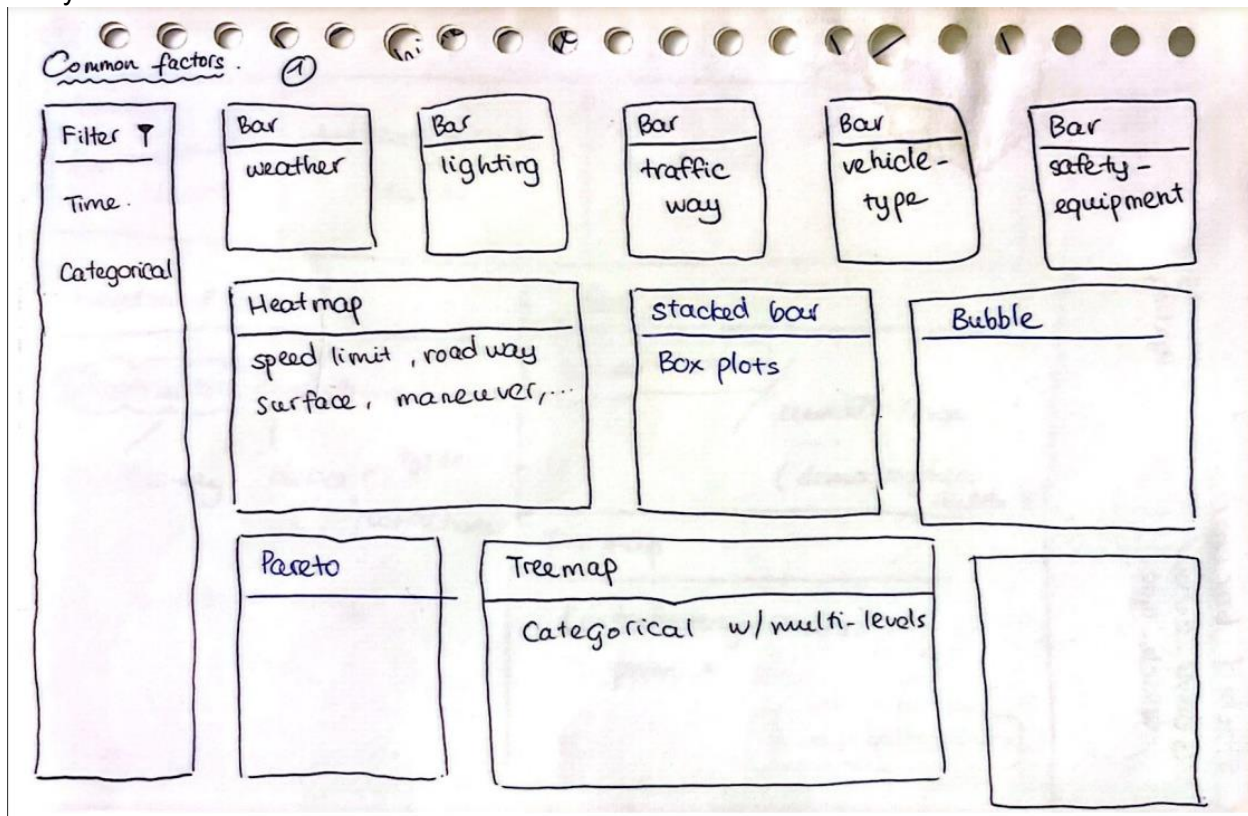 Common factors. 1
Filter
Time.
Categorical
Bar
weather
Bar
lighting
Bar
traffic
way
Bar
vehicle-
type
Bar
safety-
equipment
Heatmap
speed limit, road way
surface, maneuver,...
stacked bar
Box plots
Bubble
Pareto
Treemap
Categorical w/ multi-levels